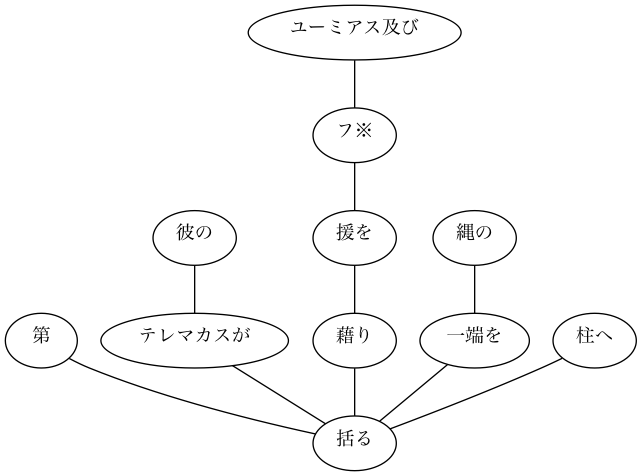 ユーミアス及び
フ※
彼の 援を 縄の
第 テレマカスが 藉り 一端を 柱へ
括る